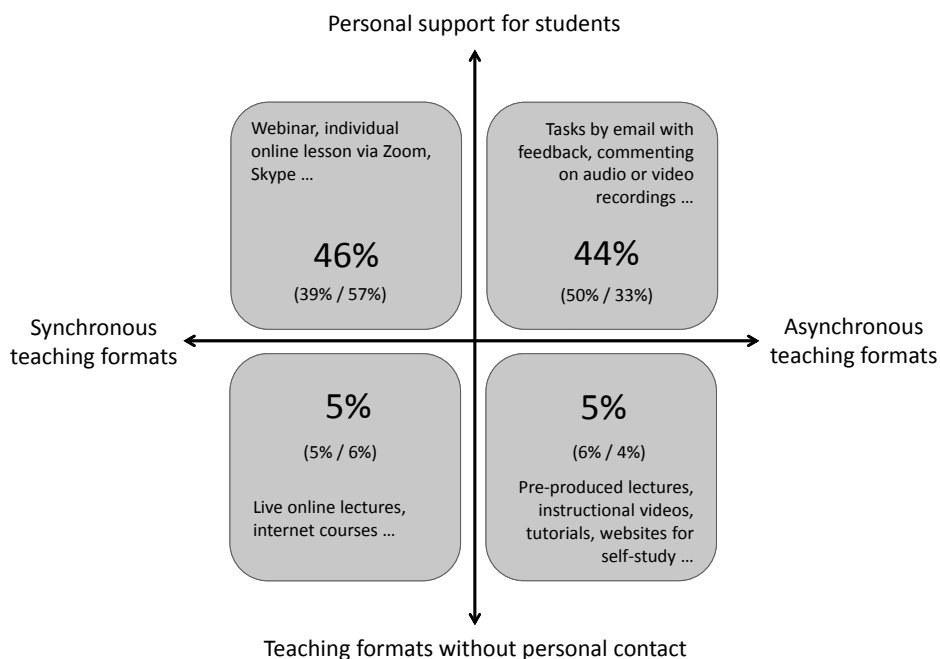 Personal support for students
Webinar, individual
online lesson via Zoom,
Skype ...
46%
(39% / 57%)
Tasks by email with
feedback, commenting
on audio or video
recordings ...
44%
(50% / 33%)
Synchronous
teaching formats
Asynchronous
teaching formats
5%
(5% / 6%)
Live online lectures,
internet courses ...
5%
(6% / 4%)
Pre-produced lectures,
instructional videos,
tutorials, websites for
self-study ...
Teaching formats without personal contact